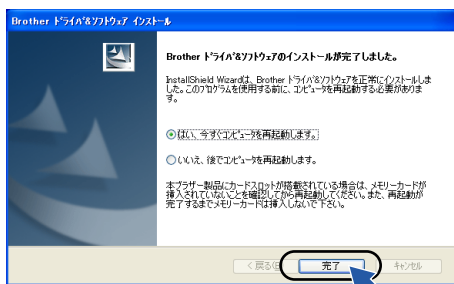 Brother ﾄﾞﾗｲﾊﾞ&ｿﾌﾄｳｪｱ ｲﾝｽﾄｰﾙ
Brother ﾄﾞﾗｲﾊﾞ&ｿﾌﾄｳｪｱのインストールが完了しました。
InstallShield Wizardは、Brother ﾄﾞﾗｲﾊﾞ&ｿﾌﾄｳｪｱを正常にｲﾝｽﾄｰﾙしま
した。このﾌﾟﾛｸﾞﾗﾑを使用する前に、ｺﾝﾋﾟｭｰﾀを再起動する必要がありま
す。
はい、今すぐｺﾝﾋﾟｭｰﾀを再起動します。
いいえ、後でｺﾝﾋﾟｭｰﾀを再起動します。
本ブラザー製品にカードスロットが搭載されている場合は、メモリーカードが
挿入されていないことを確認してから再起動してください。また、再起動が
完了するまでメモリーカードは挿入しないで下さい。
< 戻る(B) 完了 ｷｬﾝｾﾙ